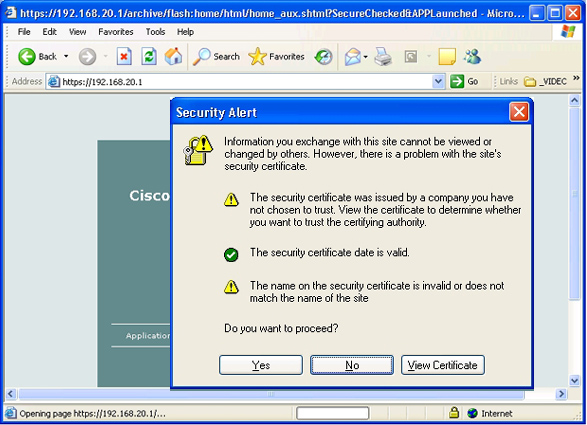 https://192.168.20.1/archive/flash:home/html/home_aux.shtml?SecureChecked&APPLaunched - Micro...
File Edit View Favorites Tools Help
Back Search Favorites
Address https://192.168.20.1 Go Links _VIDEC »
Security Alert
Information you exchange with this site cannot be viewed or
changed by others. However, there is a problem with the site's
security certificate.
The security certificate was issued by a company you have
not chosen to trust. View the certificate to determine whether
you want to trust the certifying authority.
The security certificate date is valid.
The name on the security certificate is invalid or does not
match the name of the site
Do you want to proceed?
Yes No View Certificate
Cisco
Application
Opening page https://192.168.20.1/... Internet